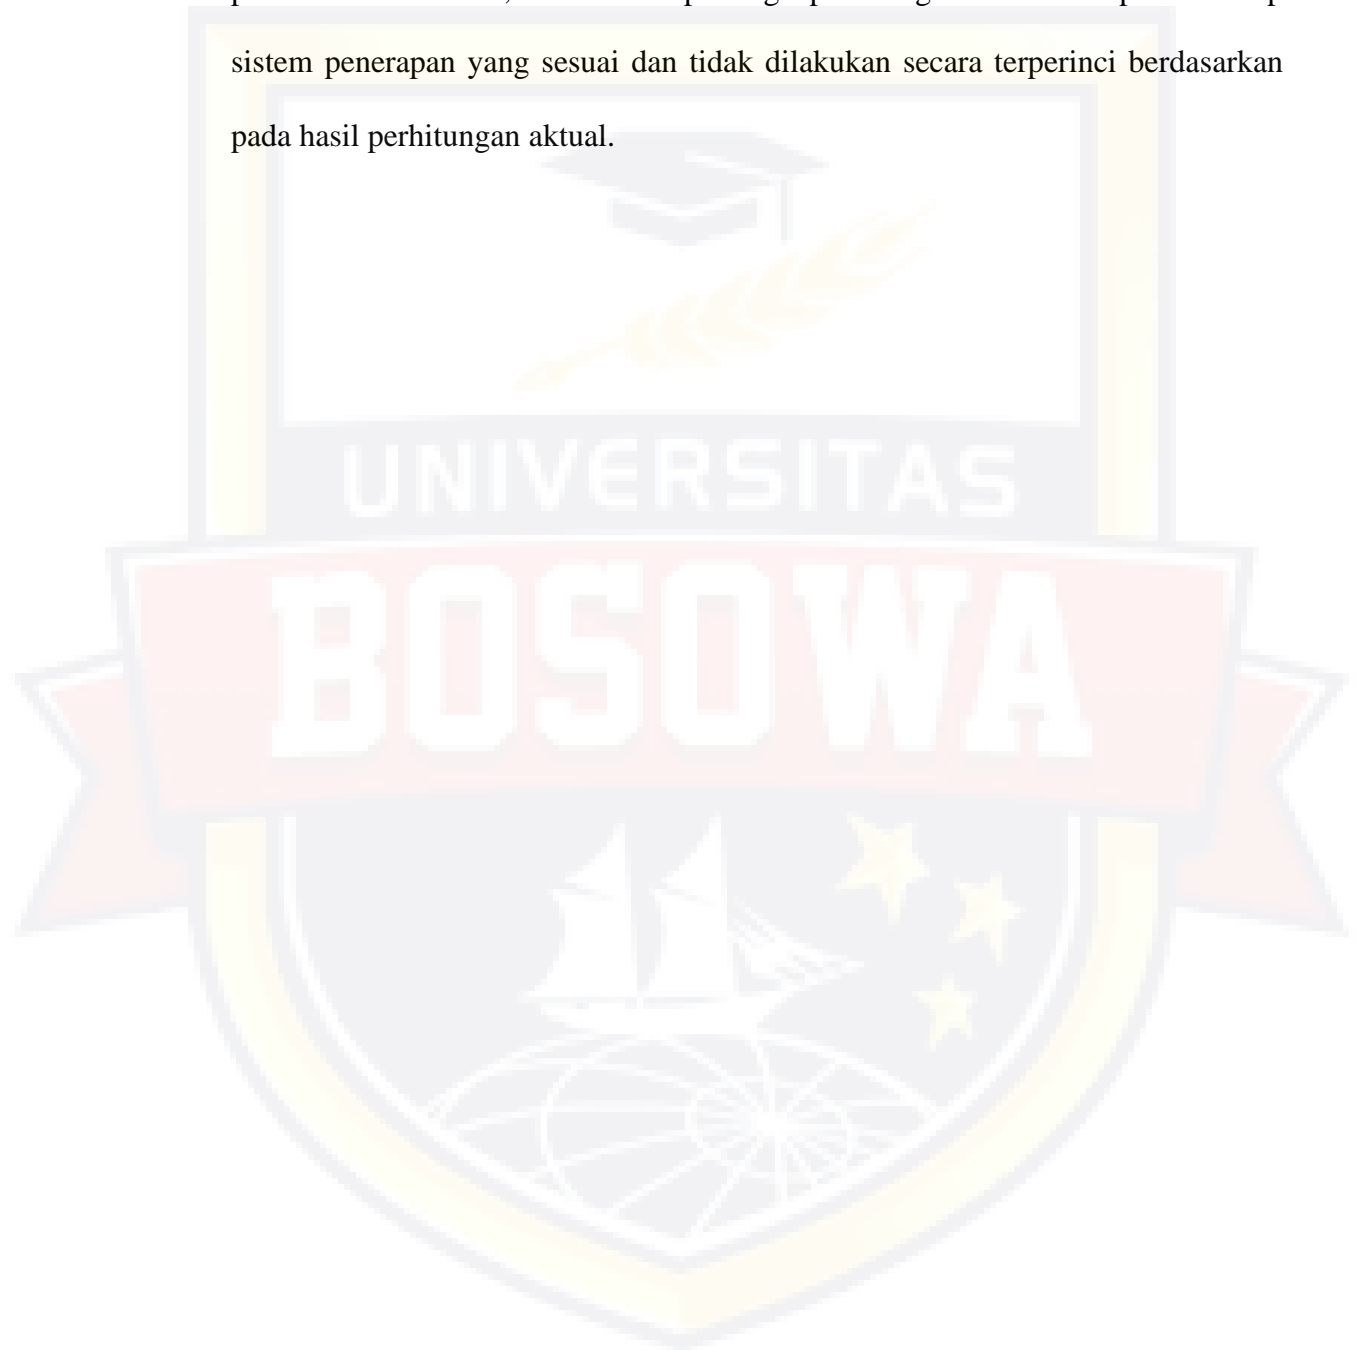 sistem penerapan yang sesuai dan tidak dilakukan secara terperinci berdasarkan
pada hasil perhitungan aktual.
UNIVERSITAS
BOSOWA